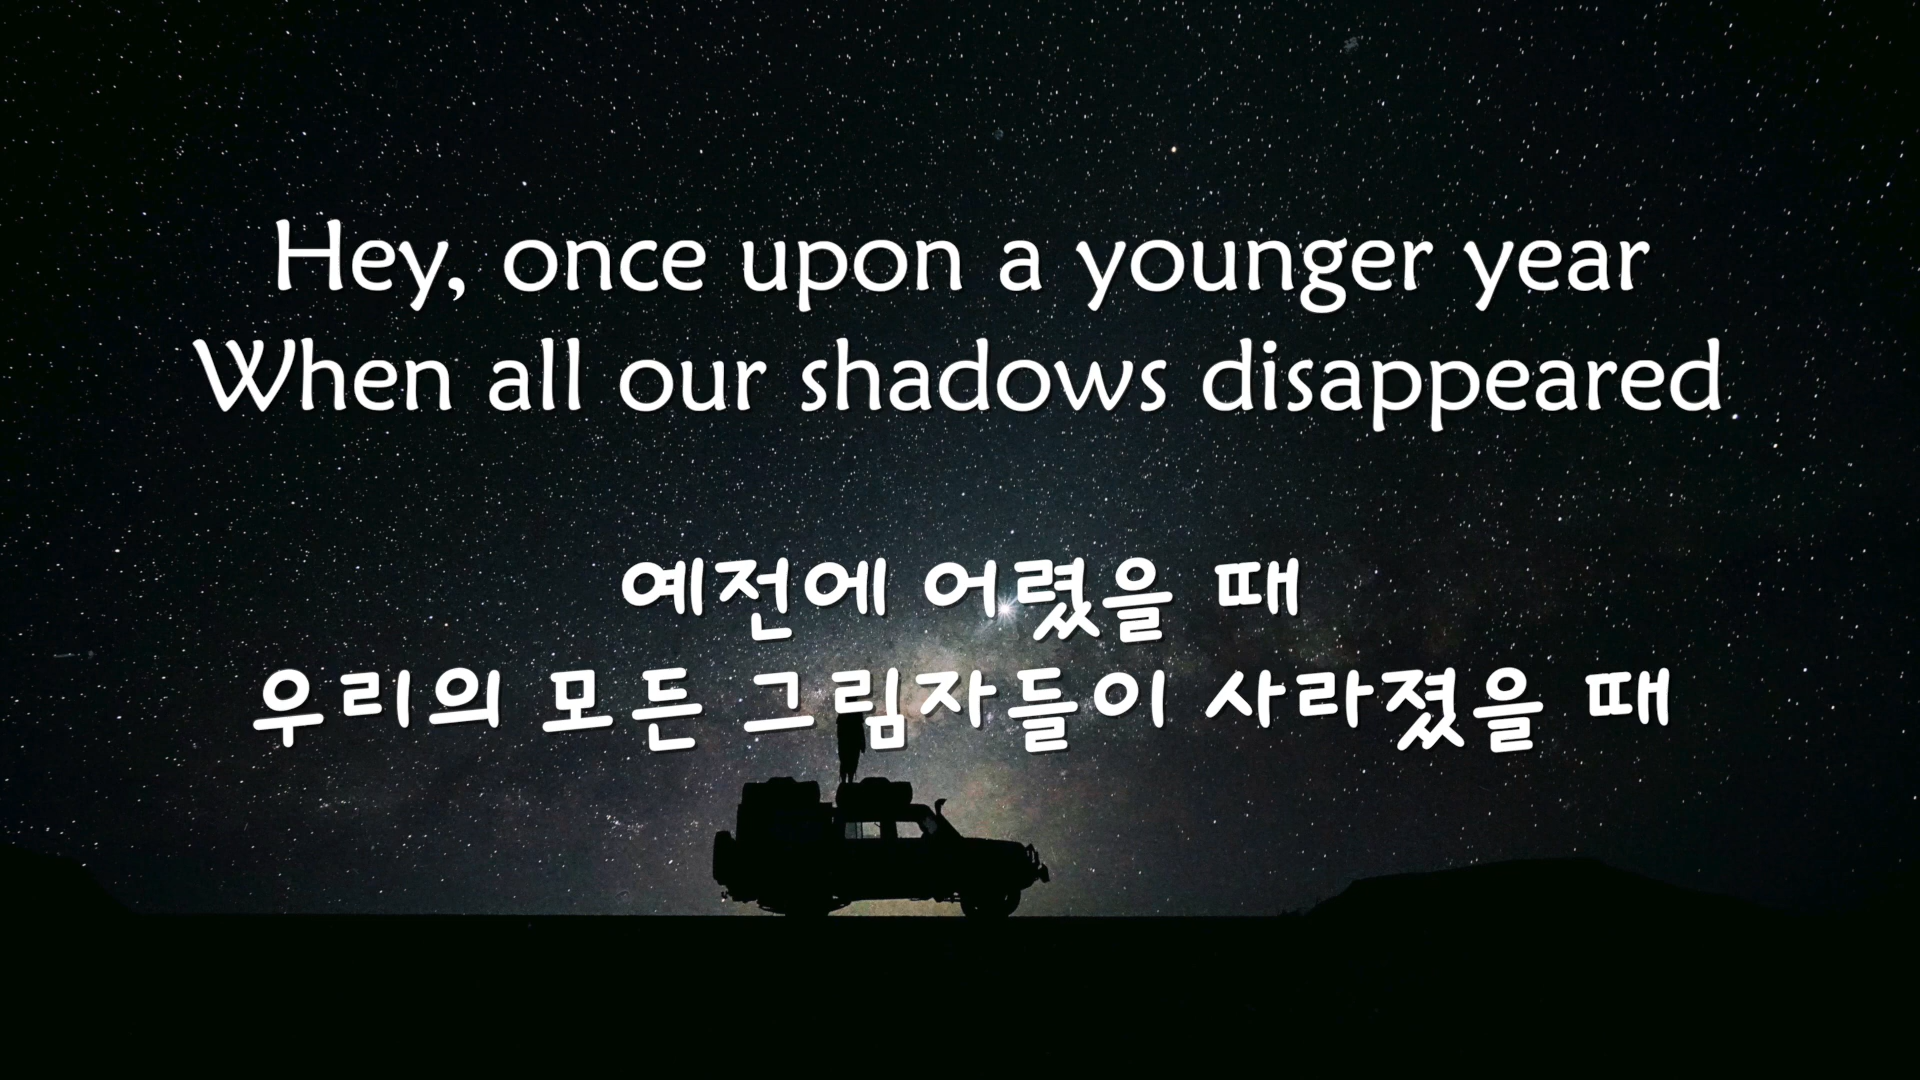 Hey, once upon a younger year
When all our shadows disappeared
예전에 어렸을 때
우리의 모든 그림자들이 사라졌을 때